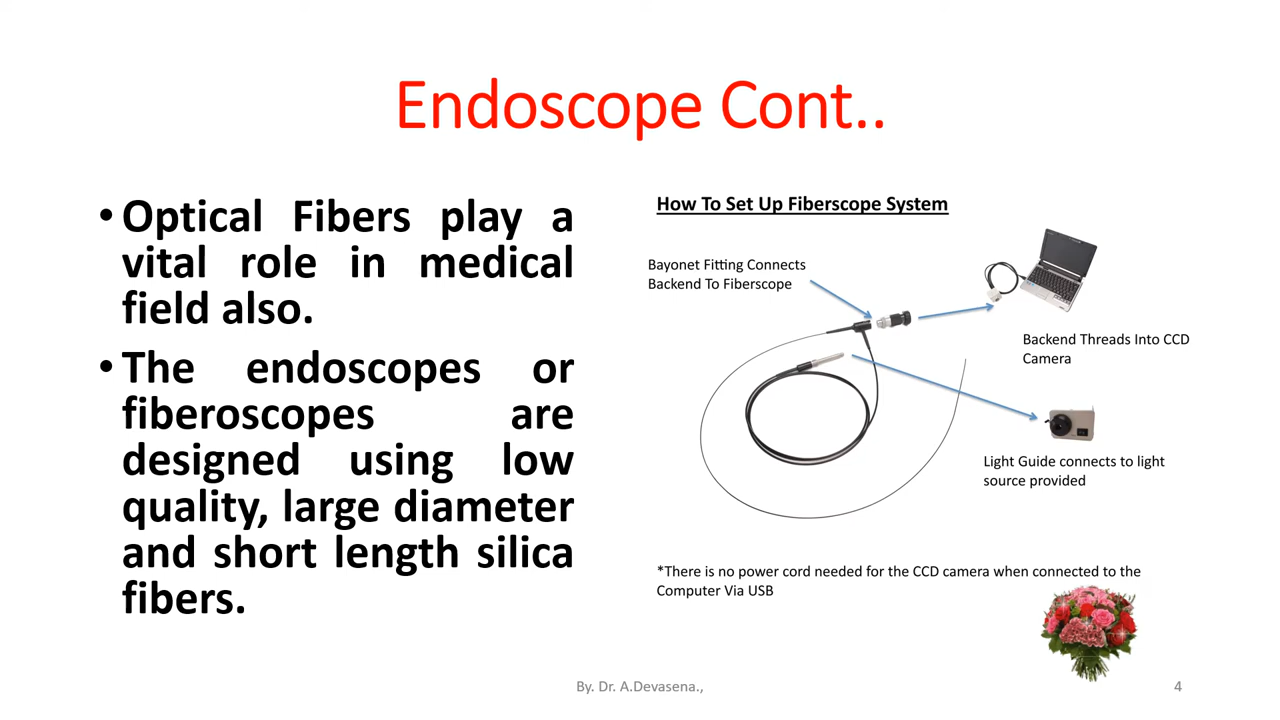 Endoscope Cont..
• Optical Fibers play a
vital role in medical
field also.
• The endoscopes or
fiberoscopes are
designed using low
quality, large diameter
and short length silica
fibers.
How To Set Up Fiberscope System
Bayonet Fitting Connects
Backend To Fiberscope
Backend Threads Into CCD
Camera
Light Guide connects to light
source provided
*There is no power cord needed for the CCD camera when connected to the
Computer Via USB
By. Dr. A.Devasena.,
4